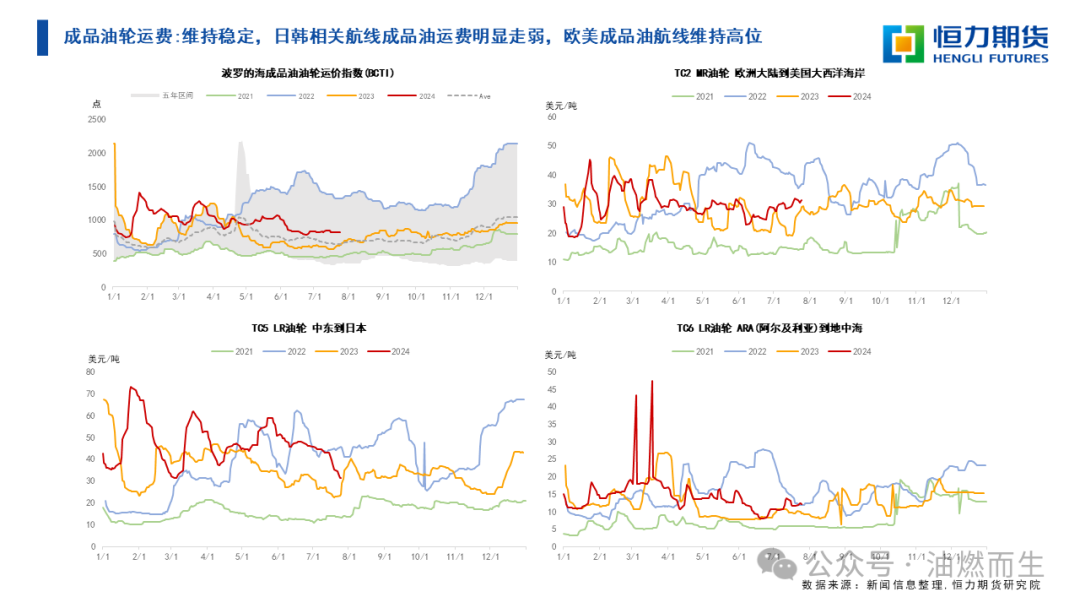 成品油轮运费:维持稳定，日韩相关航线成品油运费明显走弱，欧美成品油航线维持高位
恒力期货
HENGLI FUTURES
波罗的海成品油油轮运价指数(BCTI)
五年区间 2021 2022 2023 2024 Ave
点
2500
2000
1500
1000
500
0
1/1 2/1 3/1 4/1 5/1 6/1 7/1 8/1 9/1 10/1 11/1 12/1
TC2 MR油轮 欧洲大陆到美国大西洋海岸
2021 2022 2023 2024
美元/吨
60
50
40
30
20
10
0
1/1 2/1 3/1 4/1 5/1 6/1 7/1 8/1 9/1 10/1 11/1 12/1
TC5 LR油轮 中东到日本
2021 2022 2023 2024
美元/吨
80
70
60
50
40
30
20
10
0
1/1 2/1 3/1 4/1 5/1 6/1 7/1 8/1 9/1 10/1 11/1 12/1
TC6 LR油轮 ARA(阿尔及利亚)到地中海
2021 2022 2023 2024
美元/吨
50
45
40
35
30
25
20
15
10
5
0
1/1 2/1 3/1 4/1 5/1 6/1 7/1 8/1 9/1 10/1 11/1 12/1
公众号 · 油燃而生
数据来源：新闻信息整理，恒力期货研究院